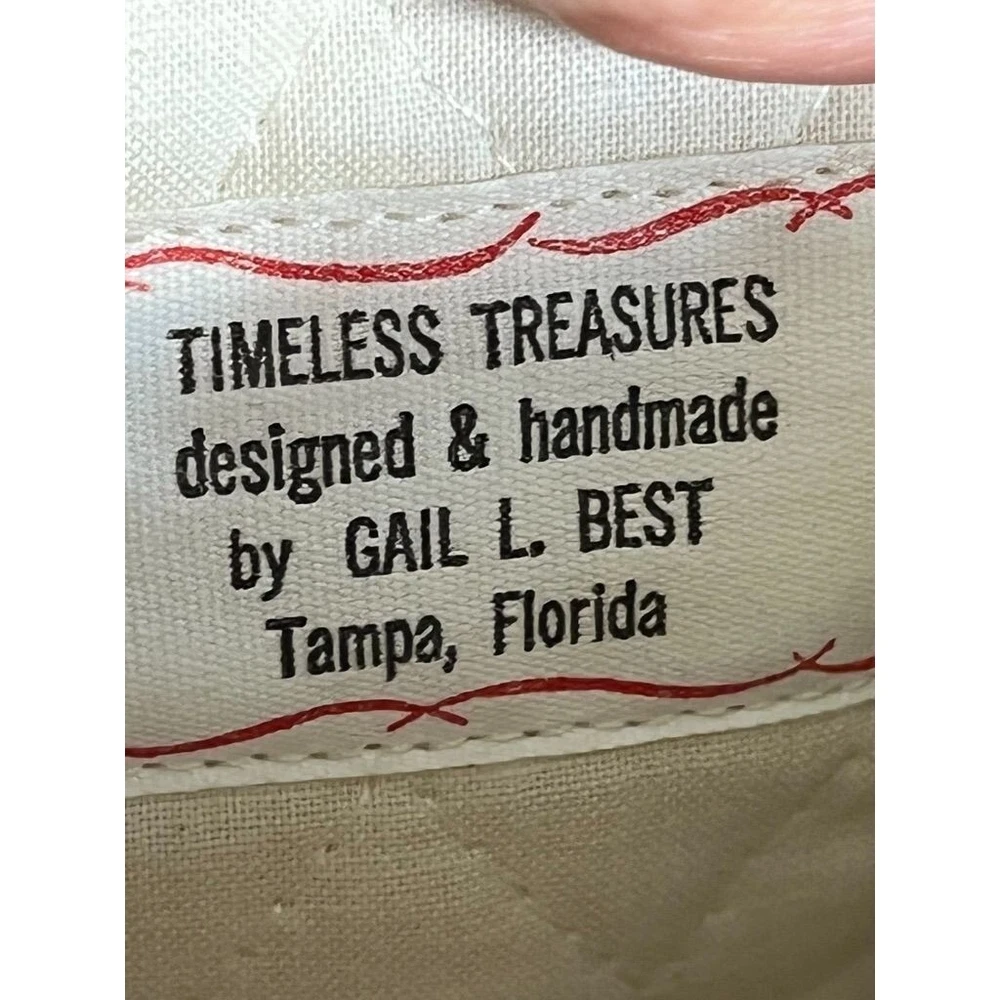 TIMELESS TREASURES
designed & handmade
by GAIL L. BEST
Tampa, Florida